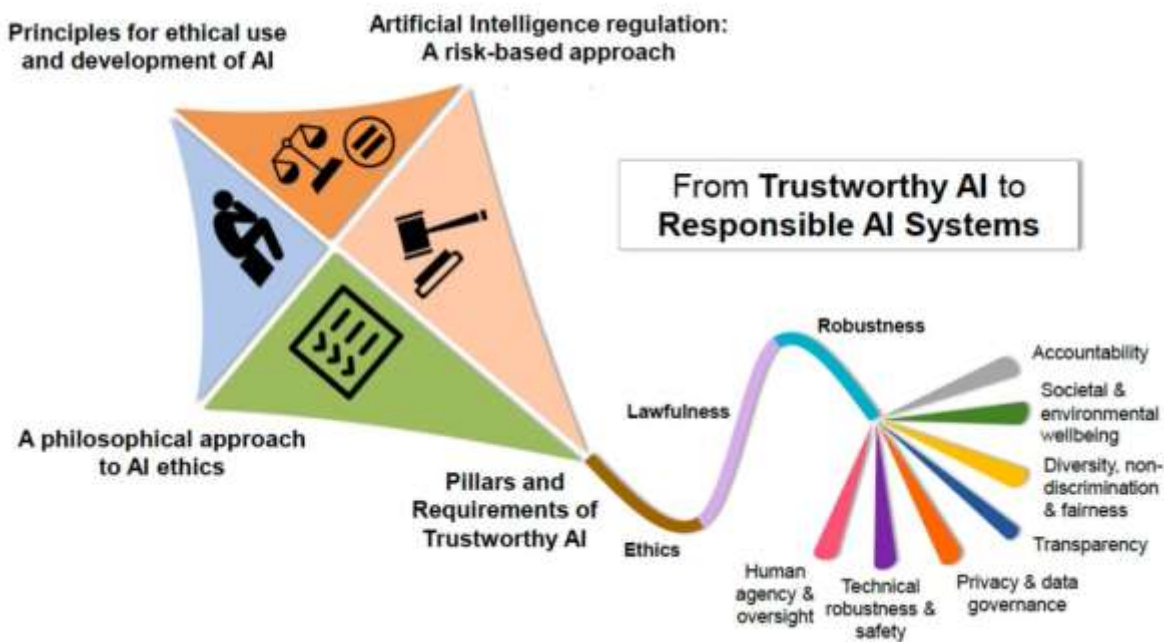 Principles for ethical use
and development of AI
Artificial Intelligence regulation:
A risk-based approach
From Trustworthy AI to
Responsible AI Systems
A philosophical approach
to AI ethics
Pillars and
Requirements of
Trustworthy AI
Ethics
Lawfulness
Robustness
Accountability
Societal &
environmental
wellbeing
Diversity, non-
discrimination
& fairness
Transparency
Privacy & data
governance
Technical
robustness &
safety
Human
agency &
oversight